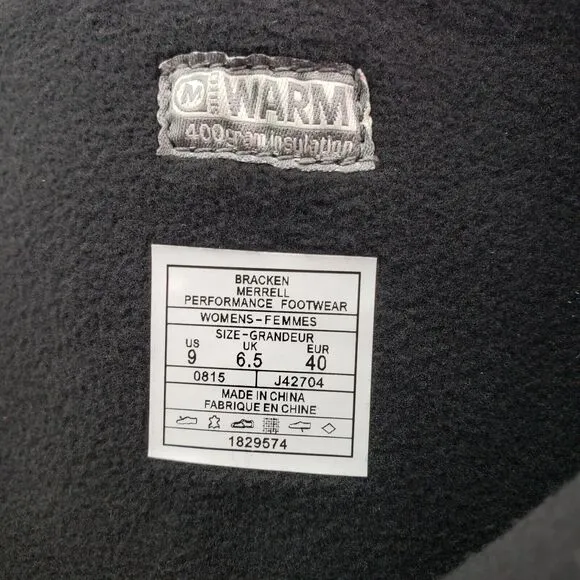 M SELECT WARM
400gram insulation
BRACKEN
MERRELL
PERFORMANCE FOOTWEAR
WOMENS-FEMMES
SIZE-GRANDEUR
US UK EUR
9 6.5 40
0815 J42704
MADE IN CHINA
FABRIQUE EN CHINE
1829574